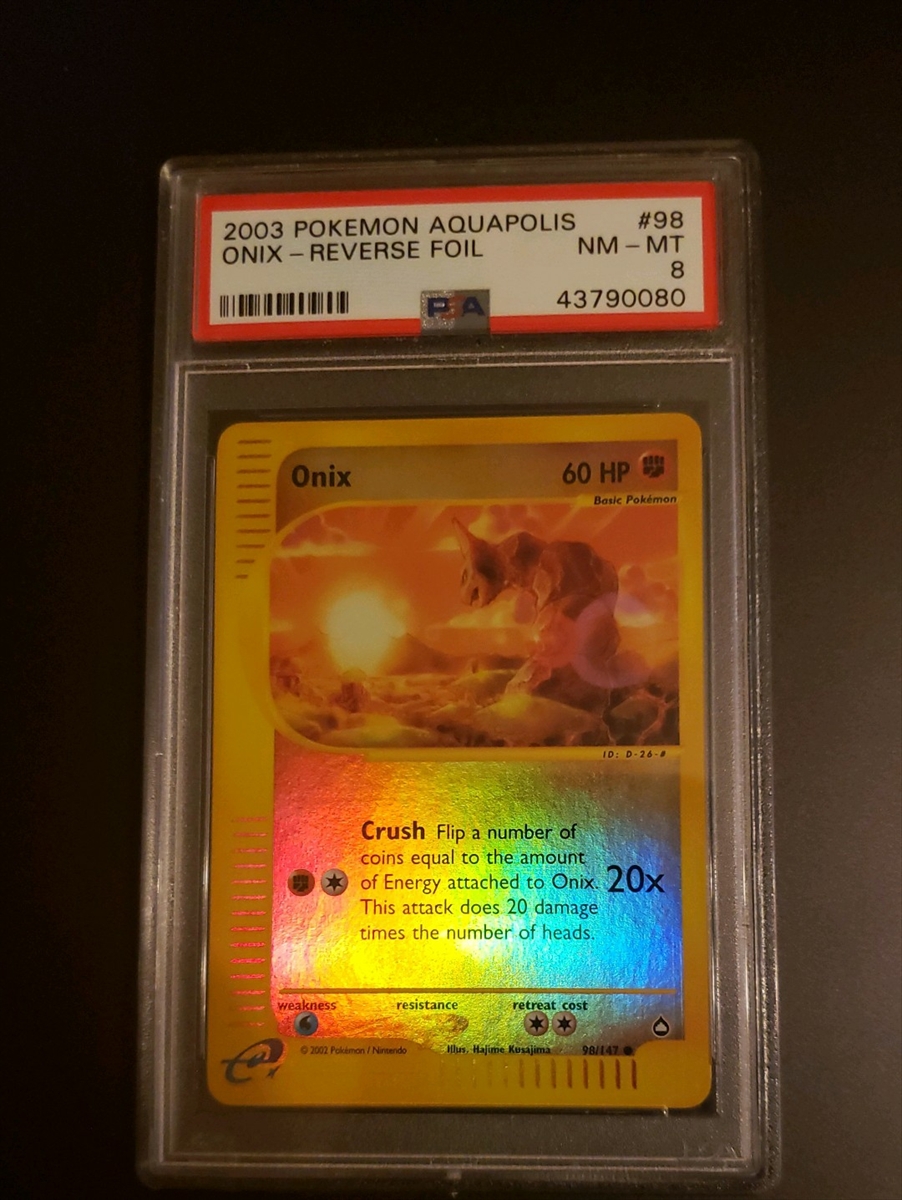 2003 POKEMON AQUAPOLIS #98
ONIX – REVERSE FOIL NM – MT
8
43790080
PSA
Onix 60 HP
Basic Pokémon
ID: D-26-#
Crush Flip a number of
coins equal to the amount
of Energy attached to Onix. 20x
This attack does 20 damage
times the number of heads.
weakness resistance retreat cost
© 2002 Pokémon / Nintendo Illus. Hajime Kusajima 98/147 ●
e